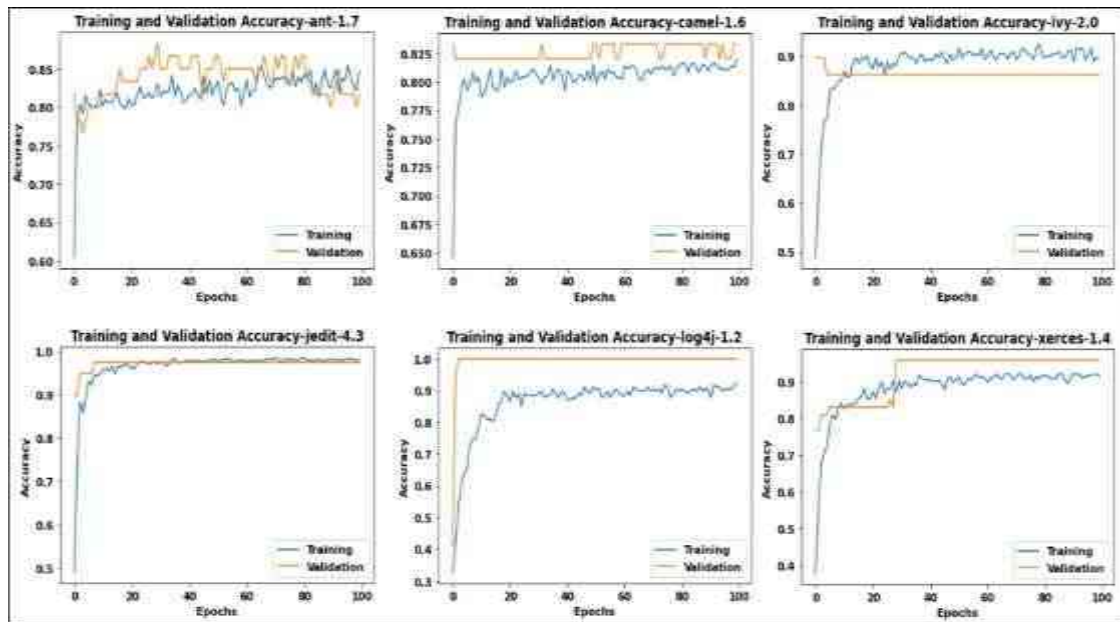 Training and Validation Accuracy-ant-1.7
Accuracy
0.85
0.80
0.75
0.70
0.65
0.60
Training
Validation
0 20 40 60 80 100
Epochs
Training and Validation Accuracy-camel-1.6
Accuracy
0.825
0.800
0.775
0.750
0.725
0.700
0.675
0.650
Training
Validation
0 20 40 60 80 100
Epochs
Training and Validation Accuracy-ivy-2.0
Accuracy
0.9
0.8
0.7
0.6
0.5
Training
Validation
0 20 40 60 80 100
Epochs
Training and Validation Accuracy-jedit-4.3
Accuracy
1.0
0.9
0.8
0.7
0.6
0.5
Training
Validation
0 20 40 60 80 100
Epochs
Training and Validation Accuracy-log4j-1.2
Accuracy
1.0
0.9
0.8
0.7
0.6
0.5
0.4
0.3
Training
Validation
0 20 40 60 80 100
Epochs
Training and Validation Accuracy-xerces-1.4
Accuracy
0.9
0.8
0.7
0.6
0.5
0.4
Training
Validation
0 20 40 60 80 100
Epochs